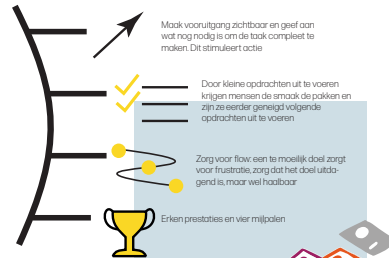 Maak vooruitgang zichtbaar en geef aan
wat nog nodig is om de taak compleet te
maken. Dit stimuleert actie
Door kleine opdrachten uit te voeren
krijgen mensen de smaak de pakken en
zijn ze eerder geneigd volgende
opdrachten uit te voeren
Zorg voor flow: een te moeilijk doel zorgt
voor frustratie, zorg dat het doel uitda-
gend is, maar wel haalbaar
Erken prestaties en vier mijlpalen